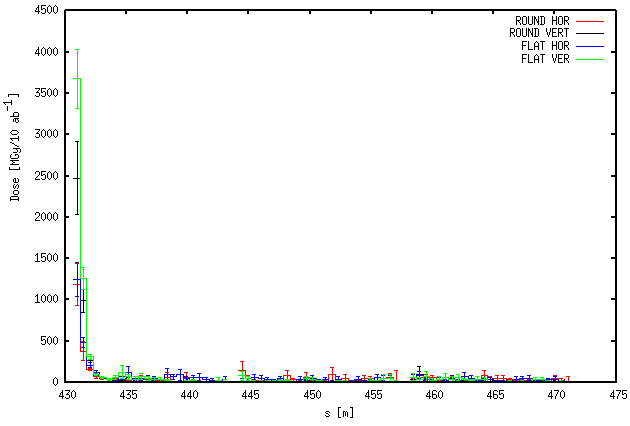 4500
4000
3500
3000
2500
2000
1500
1000
500
0
Dose [MGy/10 ab-1]
ROUND HOR
ROUND VERT
FLAT HOR
FLAT VER
430 435 440 445 450 455 460 465 470 475
s [m]